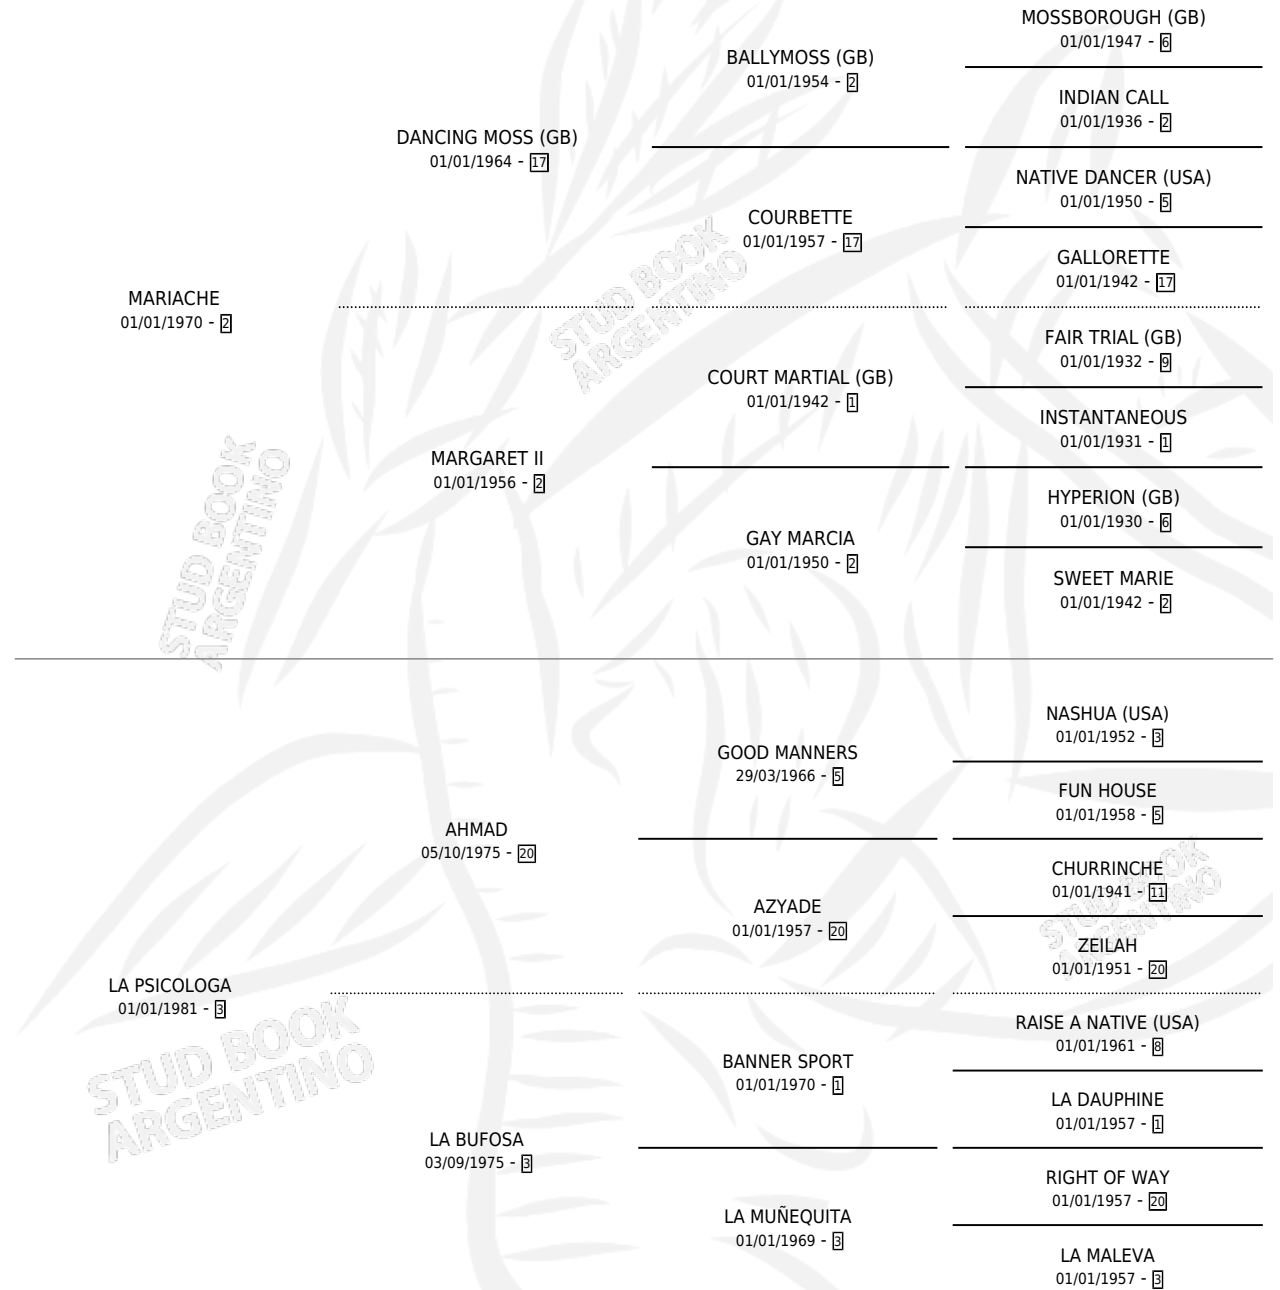 MOSSBOROUGH (GB)
01/01/1947 - 6
BALLYMOSS (GB)
01/01/1954 - 2
INDIAN CALL
01/01/1936 - 2
DANCING MOSS (GB)
01/01/1964 - 17
NATIVE DANCER (USA)
01/01/1950 - 5
COURBETTE
01/01/1957 - 17
GALLORETTE
01/01/1942 - 17
MARIACHE
01/01/1970 - 2
FAIR TRIAL (GB)
01/01/1932 - 9
COURT MARTIAL (GB)
01/01/1942 - 1
INSTANTANEOUS
01/01/1931 - 1
MARGARET II
01/01/1956 - 2
HYPERION (GB)
01/01/1930 - 6
GAY MARCIA
01/01/1950 - 2
SWEET MARIE
01/01/1942 - 2
STUD BOOK
ARGENTINO
STUD BOOK
ARGENTINO
NASHUA (USA)
01/01/1952 - 3
GOOD MANNERS
29/03/1966 - 5
FUN HOUSE
01/01/1958 - 5
AHMAD
05/10/1975 - 20
CHURRINCHE
01/01/1941 - 11
AZYADE
01/01/1957 - 20
ZEILAH
01/01/1951 - 20
LA PSICOLOGA
01/01/1981 - 3
RAISE A NATIVE (USA)
01/01/1961 - 8
BANNER SPORT
01/01/1970 - 1
LA DAUPHINE
01/01/1957 - 1
LA BUFOSA
03/09/1975 - 3
RIGHT OF WAY
01/01/1957 - 20
LA MUÑEQUITA
01/01/1969 - 3
LA MALEVA
01/01/1957 - 3
STUD BOOK
ARGENTINO
STUD BOOK
ARGENTINO